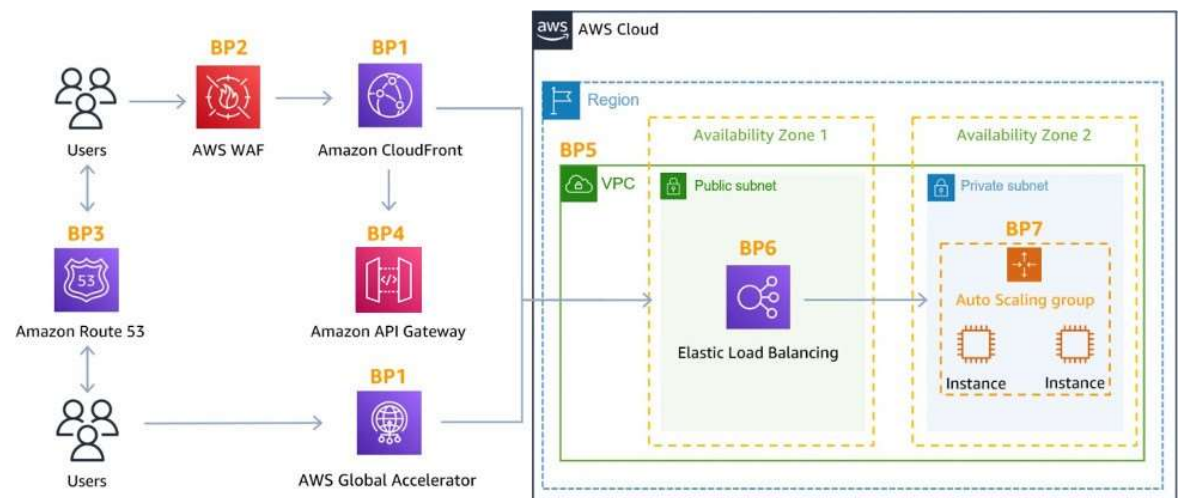 aws
AWS Cloud
BP2
BP1
Region
Users
AWS WAF
Amazon CloudFront
Availability Zone 1
Availability Zone 2
BP5
VPC
Public subnet
Private subnet
BP3
BP4
BP6
BP7
53
</>
Auto Scaling group
Amazon Route 53
Amazon API Gateway
Elastic Load Balancing
Instance
Instance
BP1
Users
AWS Global Accelerator